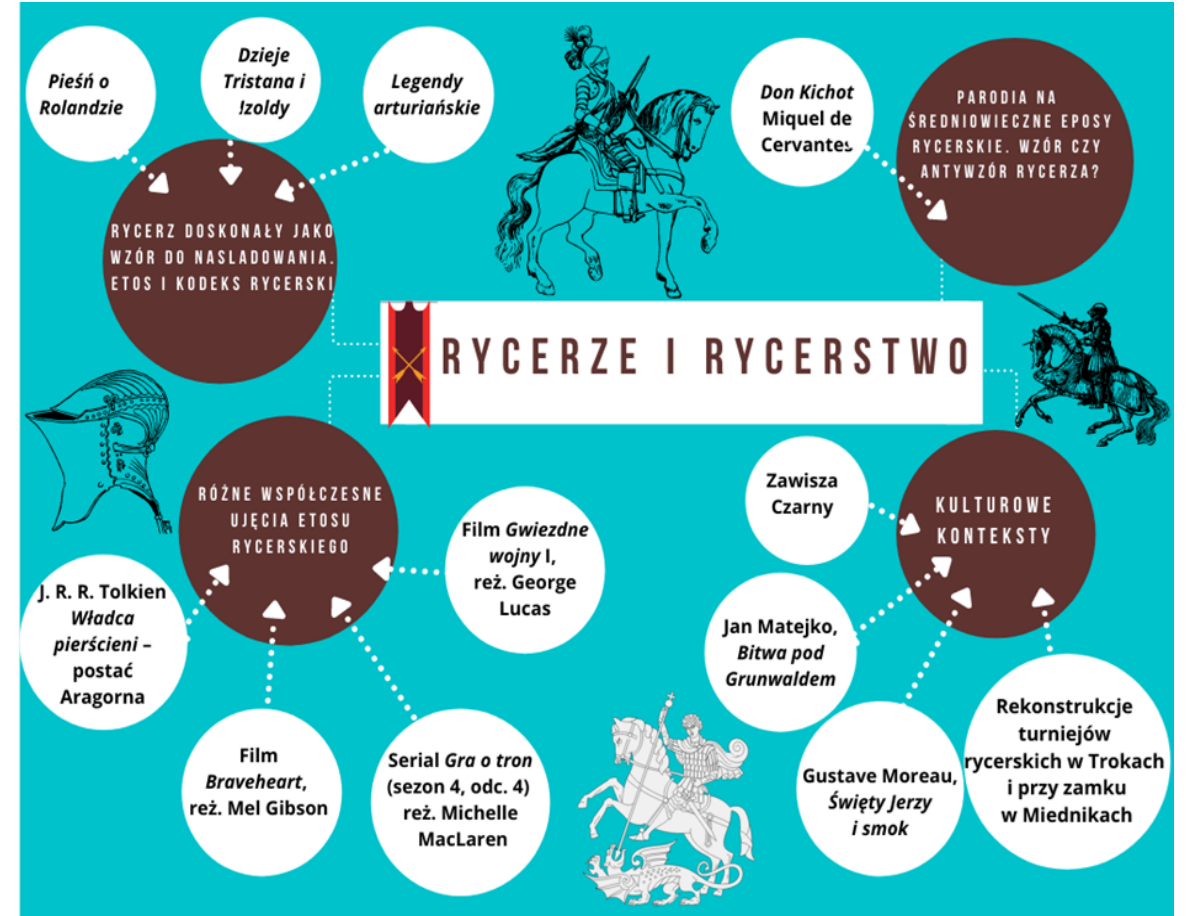 Pieśń o
Rolandzie
Dzieje
Tristana i
Izoldy
Legendy
arturiańskie
RYCERZ DOSKONAŁY JAKO
WZÓR DO NASLADOWANIA.
ETOS I KODEKS RYCERSKI
Don Kichot
Miquel de
Cervantes
PARODIA NA
ŚREDNIOWIECZNE EPOSY
RYCERSKIE. WZÓR CZY
ANTYWZÓR RYCERZA?
RYCERZE I RYCERSTWO
RÓŻNE WSPÓŁCZESNE
UJĘCIA ETOSU
RYCERSKIEGO
J. R. R. Tolkien
Władca
pierścieni –
postać
Aragorna
Film
Braveheart,
reż. Mel Gibson
Serial Gra o tron
(sezon 4, odc. 4)
reż. Michelle
MacLaren
Film Gwiezdne
wojny I,
reż. George
Lucas
KULTUROWE
KONTEKSTY
Zawisza
Czarny
Jan Matejko,
Bitwa pod
Grunwaldem
Gustave Moreau,
Święty Jerzy
i smok
Rekonstrukcje
turniejów
rycerskich w Trokach
i przy zamku
w Miednikach